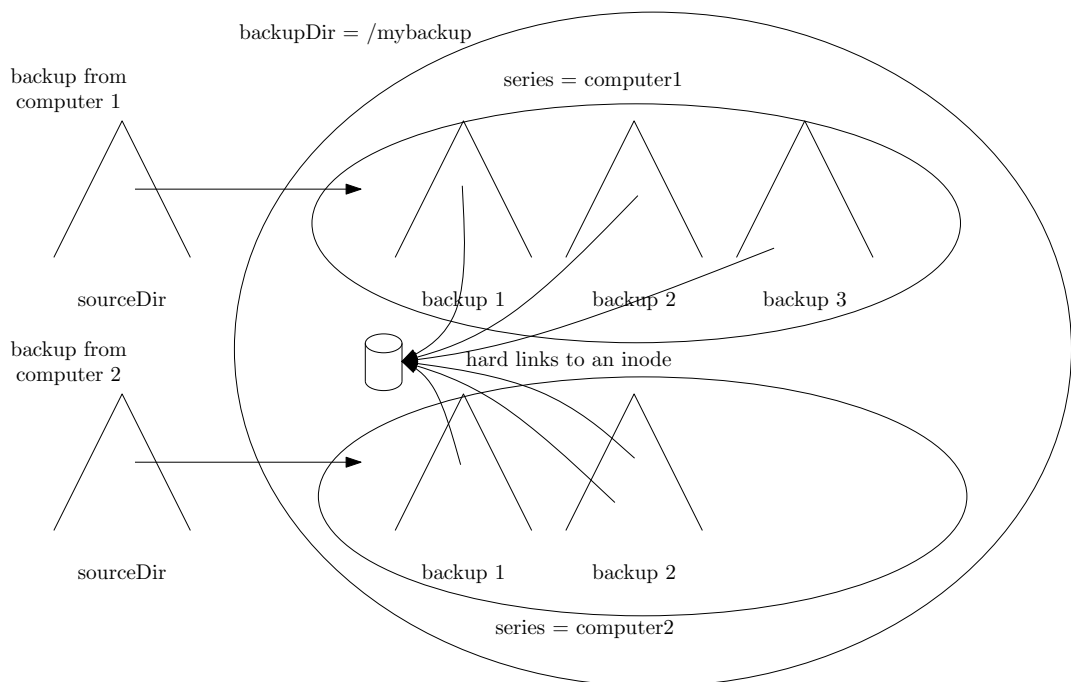 backupDir = /mybackup
backup from
computer 1
series = computer1
sourceDir
backup 1
backup 2
backup 3
backup from
computer 2
hard links to an inode
sourceDir
backup 1
backup 2
series = computer2